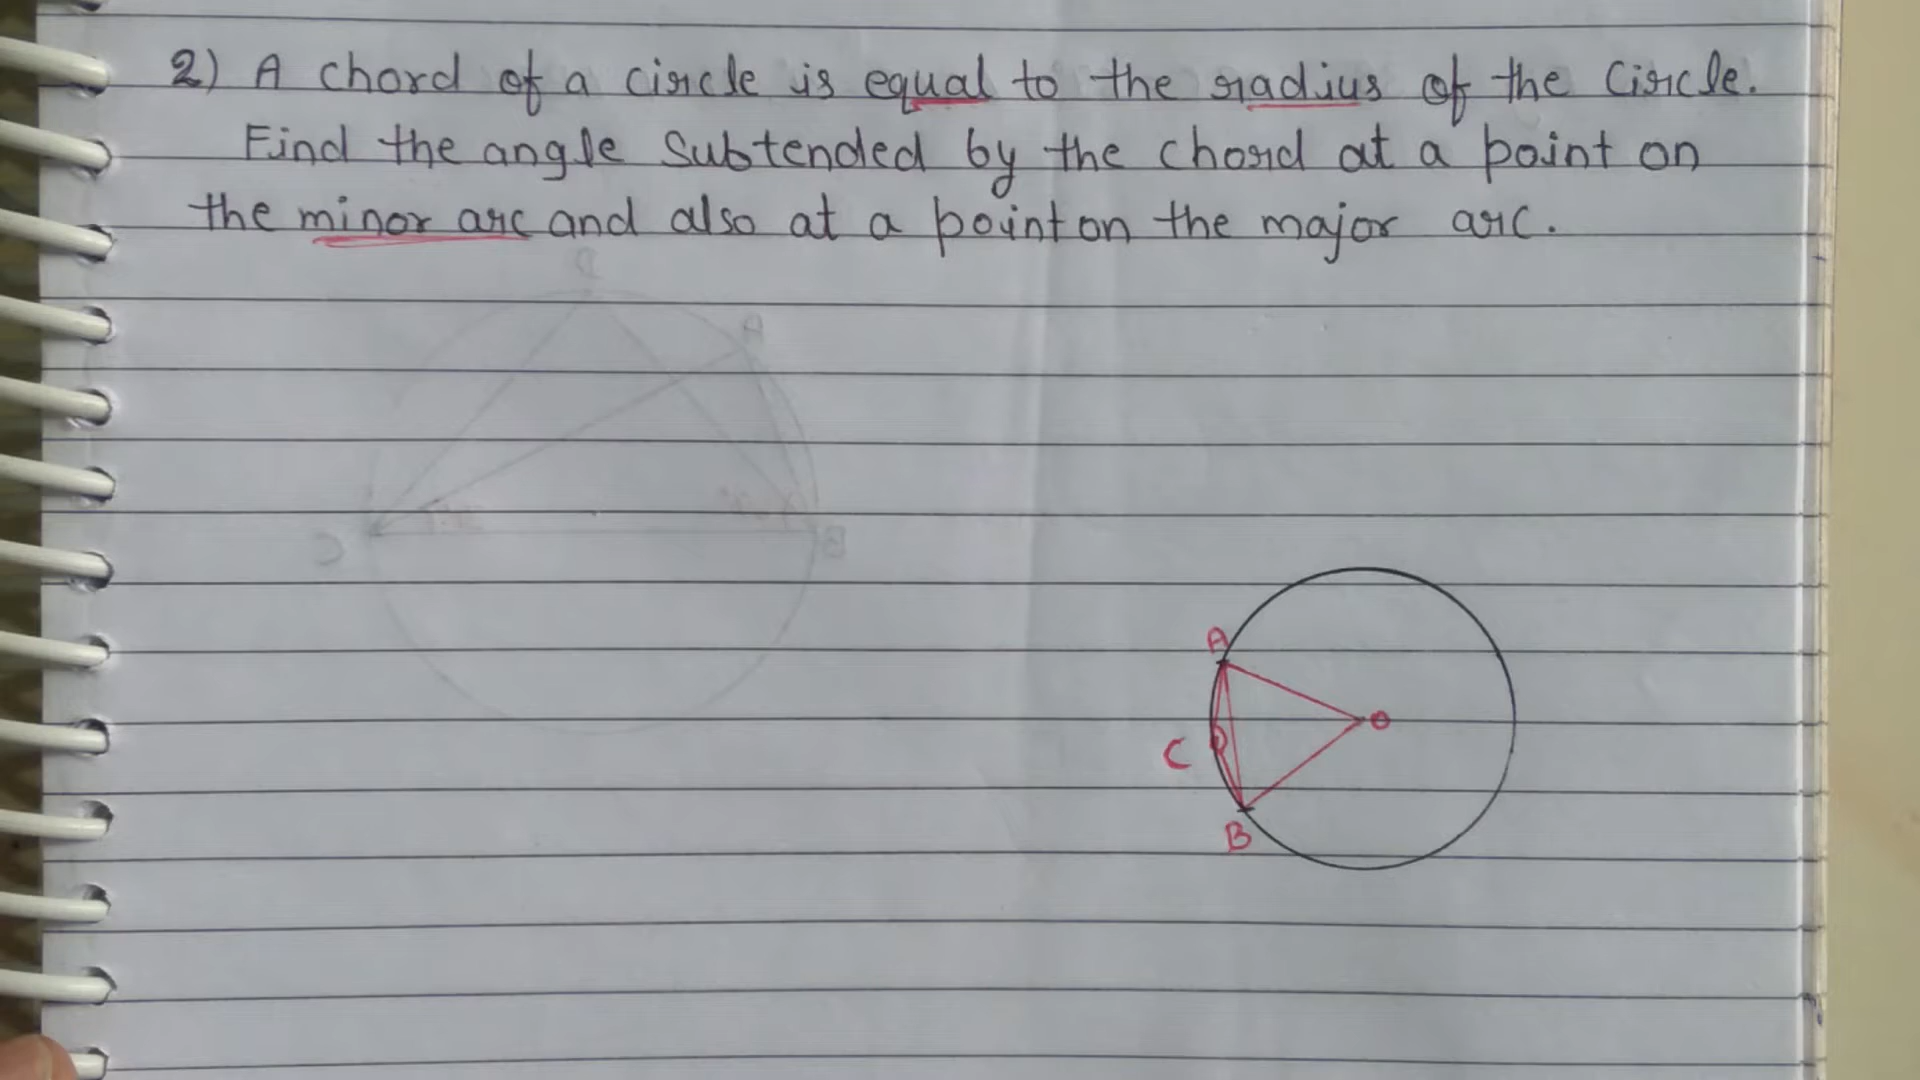 2) A chord of a circle is equal to the radius of the circle.
Find the angle subtended by the chord at a point on
the minor arc and also at a point on the major arc.
A
O
C
B